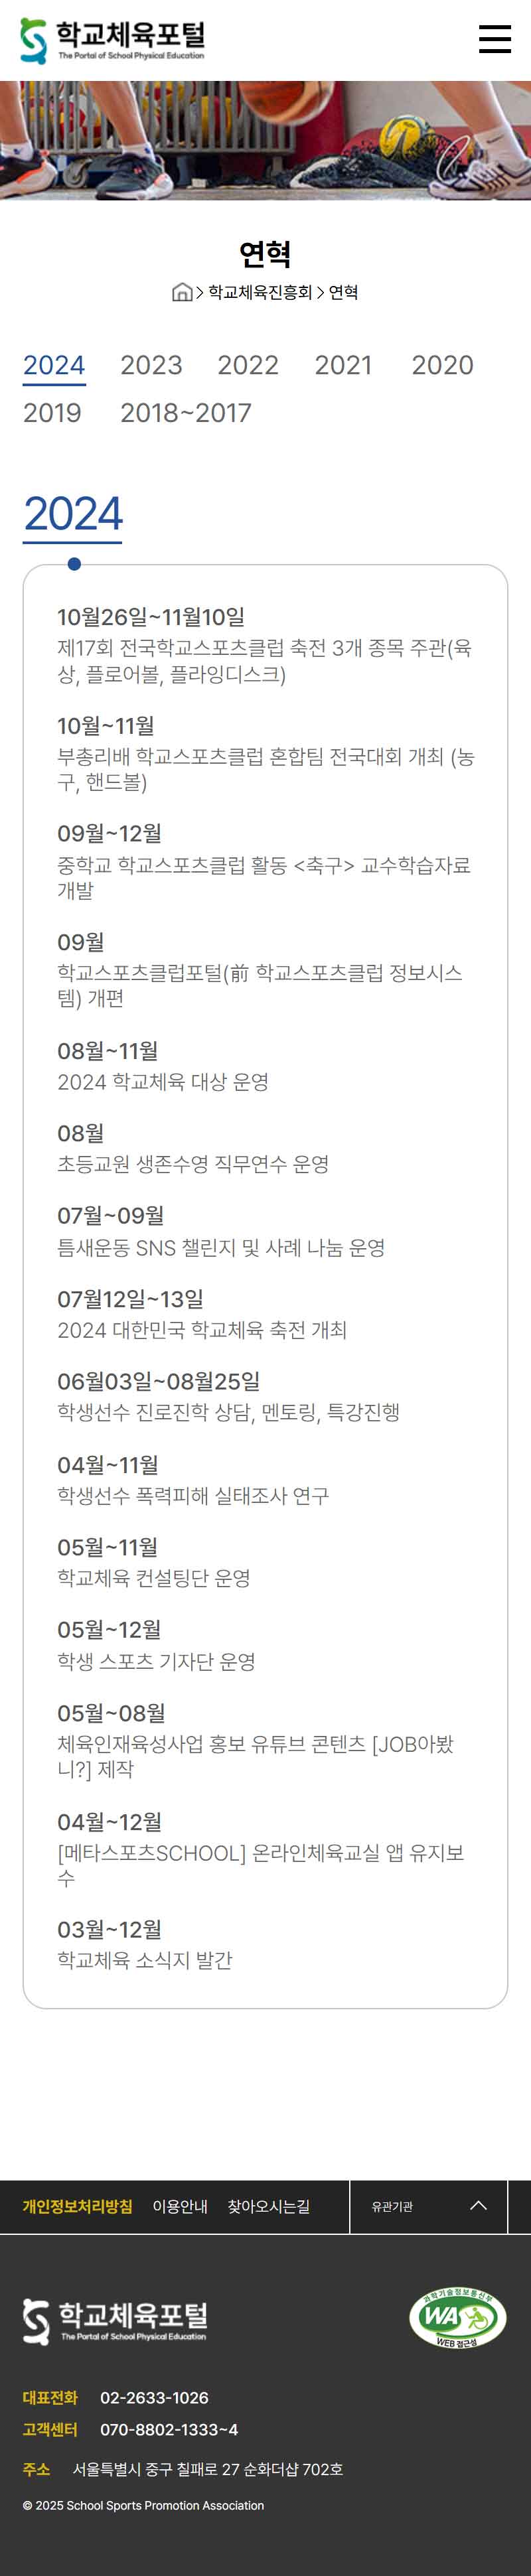 학교체육포털
The Portal of School Physical Education
연혁
> 학교체육진흥회 > 연혁
2024 2023 2022 2021 2020
2019 2018~2017
2024
10월26일~11월10일
제17회 전국학교스포츠클럽 축전 3개 종목 주관(육
상, 플로어볼, 플라잉디스크)
10월~11월
부총리배 학교스포츠클럽 혼합팀 전국대회 개최 (농
구, 핸드볼)
09월~12월
중학교 학교스포츠클럽 활동 <축구> 교수학습자료
개발
09월
학교스포츠클럽포털(前 학교스포츠클럽 정보시스
템) 개편
08월~11월
2024 학교체육 대상 운영
08월
초등교원 생존수영 직무연수 운영
07월~09월
틈새운동 SNS 챌린지 및 사례 나눔 운영
07월12일~13일
2024 대한민국 학교체육 축전 개최
06월03일~08월25일
학생선수 진로진학 상담, 멘토링, 특강진행
04월~11월
학생선수 폭력피해 실태조사 연구
05월~11월
학교체육 컨설팅단 운영
05월~12월
학생 스포츠 기자단 운영
05월~08월
체육인재육성사업 홍보 유튜브 콘텐츠 [JOB아봤
니?] 제작
04월~12월
[메타스포츠SCHOOL] 온라인체육교실 앱 유지보
수
03월~12월
학교체육 소식지 발간
개인정보처리방침 이용안내 찾아오시는길 유관기관
학교체육포털
The Portal of School Physical Education
과학기술정보통신부
WA
WEB 접근성
대표전화 02-2633-1026
고객센터 070-8802-1333~4
주소 서울특별시 중구 칠패로 27 순화더샵 702호
© 2025 School Sports Promotion Association